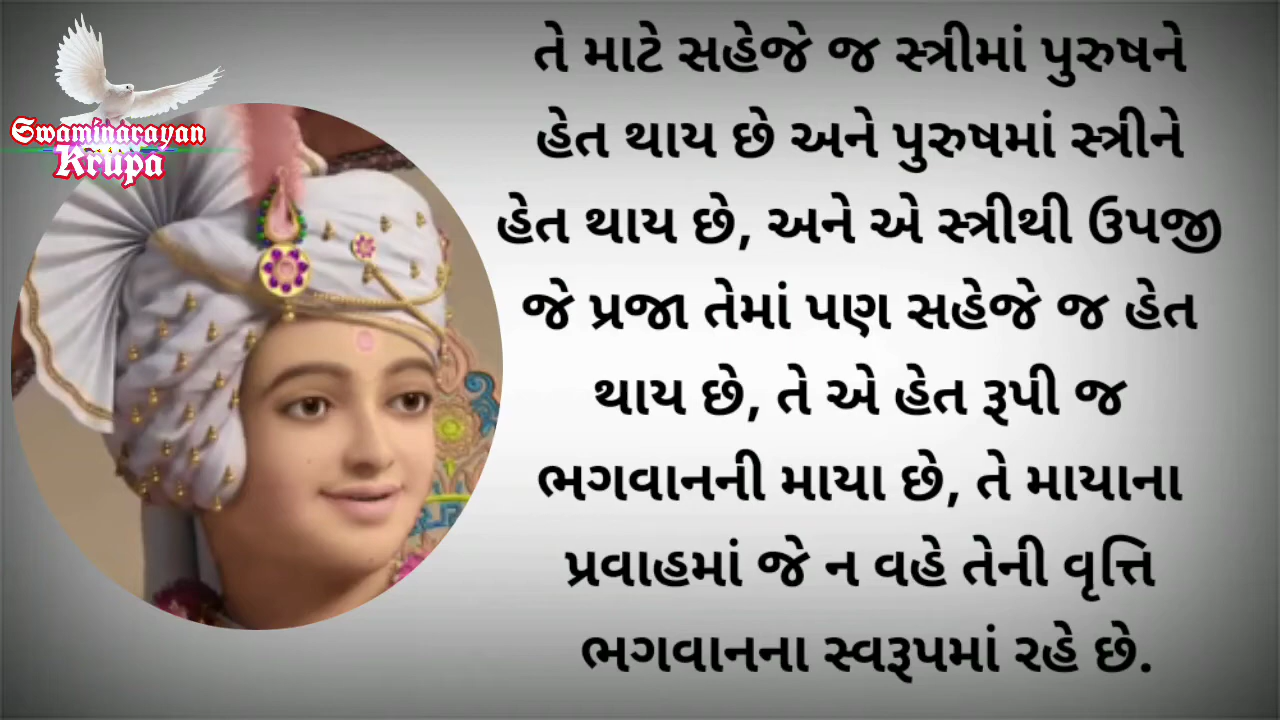 Swaminarayan
Krupa
તે માટે સહેજે જ સ્ત્રીમાં પુરુષને
હેત થાય છે અને પુરુષમાં સ્ત્રીને
હેત થાય છે, અને એ સ્ત્રીથી ઉપજી
જે પ્રજા તેમાં પણ સહેજે જ હેત
થાય છે, તે એ હેત રૂપી જ
ભગવાનની માયા છે, તે માયાના
પ્રવાહમાં જે ન વહે તેની વૃત્તિ
ભગવાનના સ્વરૂપમાં રહે છે.